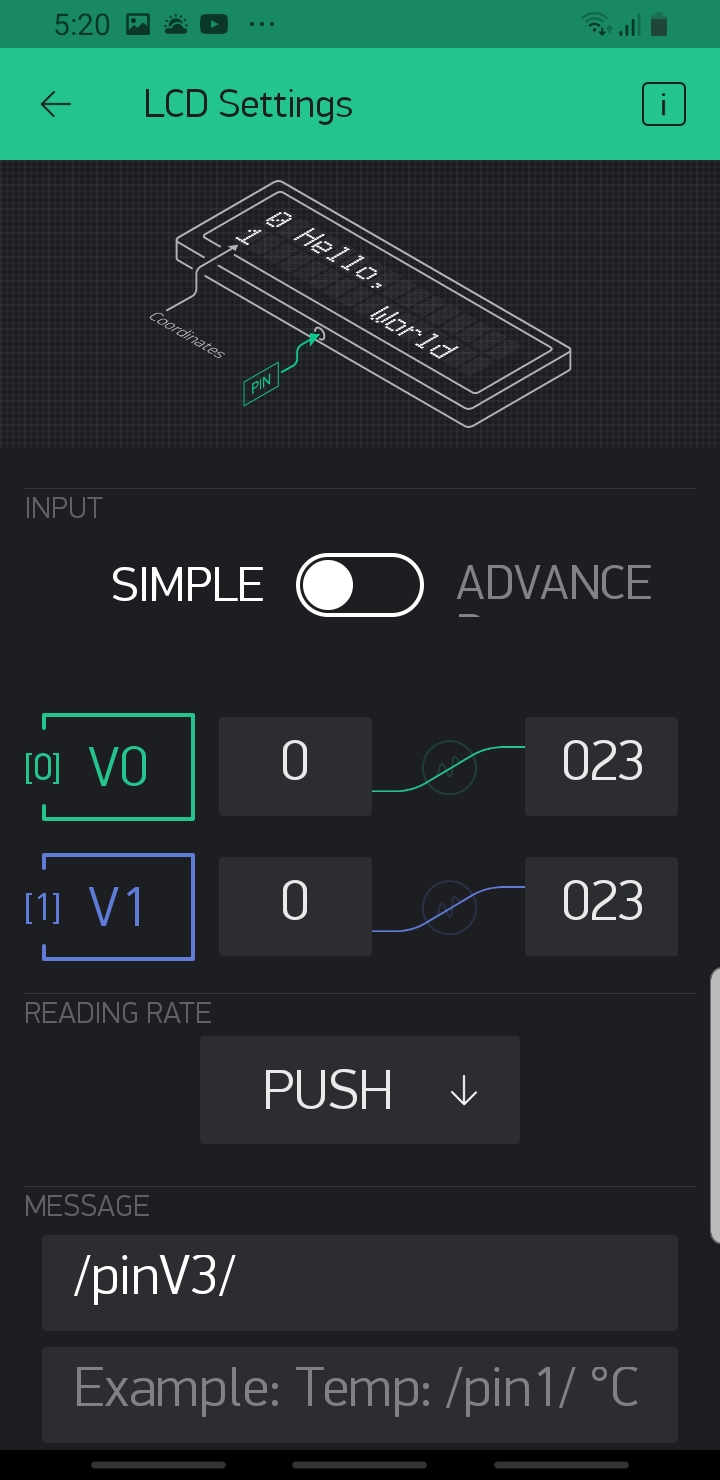 5:20
LCD Settings
i
0 Hello,
1 World
Coordinates
PIN
INPUT
SIMPLE ADVANCE
[0] V0 0 023
[1] V1 0 023
READING RATE
PUSH
MESSAGE
/pinV3/
Example: Temp: /pin1/ °C